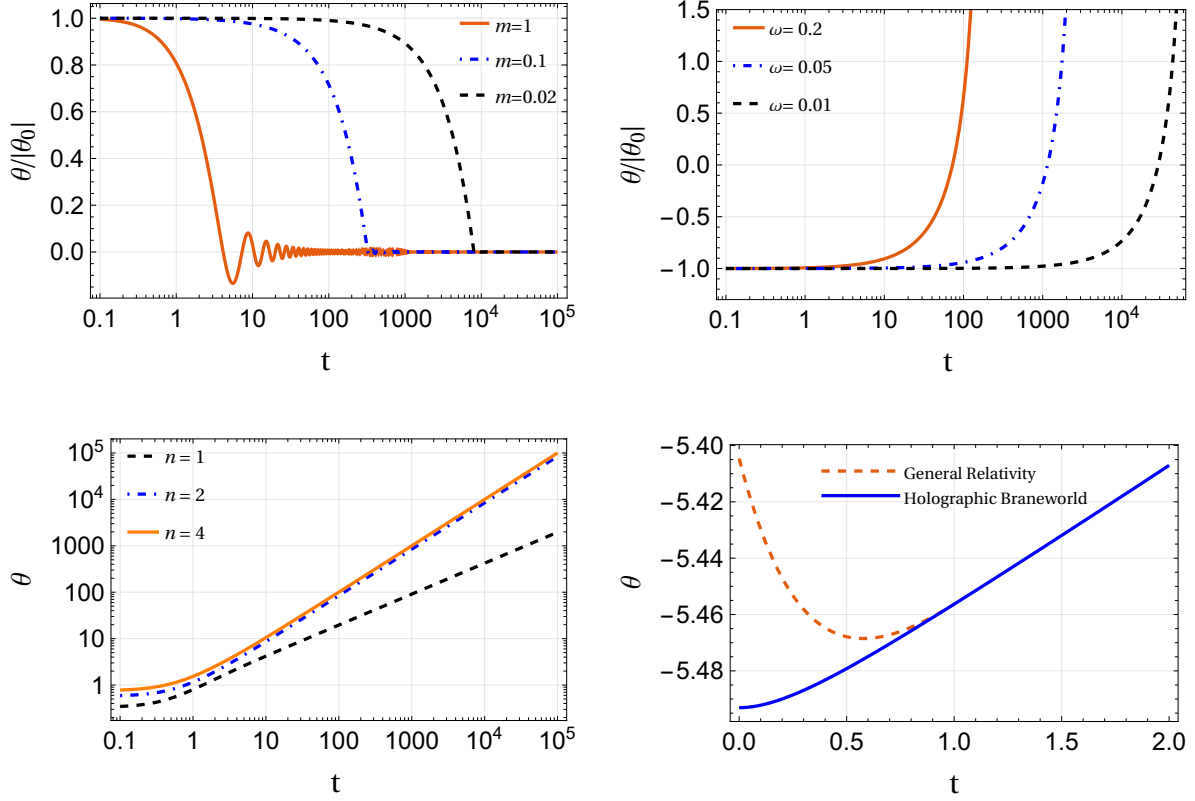 m=1
m=0.1
m=0.02
1.0
0.8
0.6
0.4
0.2
0.0
θ/|θ0|
0.1 1 10 100 1000 10^4 10^5
t
ω= 0.2
ω= 0.05
ω= 0.01
1.5
1.0
0.5
0.0
−0.5
−1.0
θ/|θ0|
0.1 1 10 100 1000 10^4
t
n = 1
n = 2
n = 4
10^5
10^4
1000
100
10
1
θ
0.1 1 10 100 1000 10^4 10^5
t
General Relativity
Holographic Braneworld
−5.40
−5.42
−5.44
−5.46
−5.48
θ
0.0 0.5 1.0 1.5 2.0
t